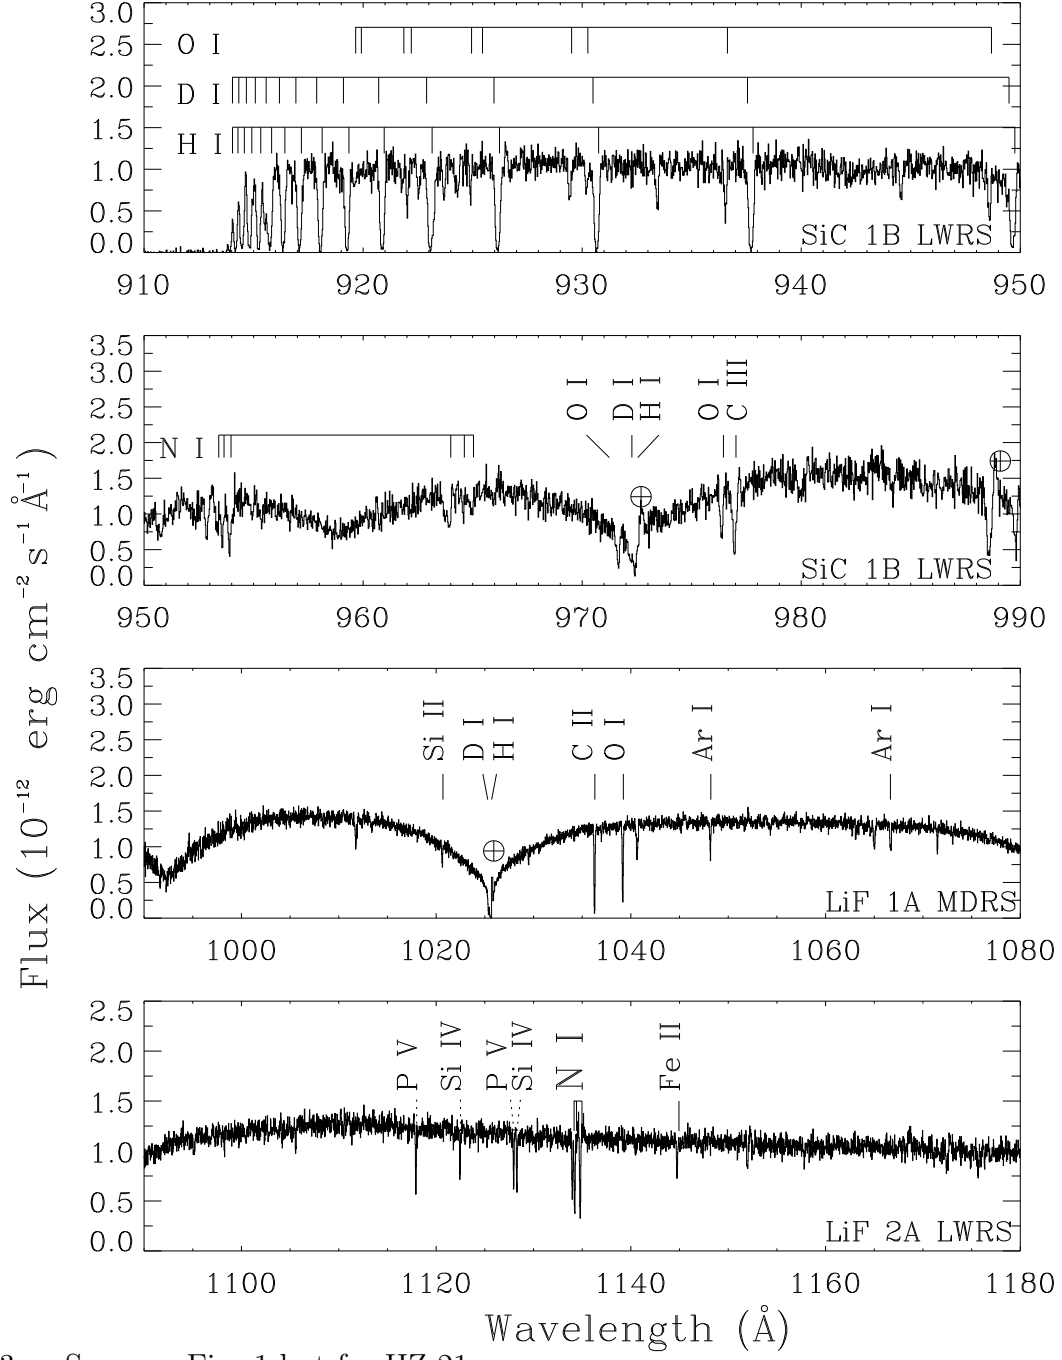 3.0
2.5
2.0
1.5
1.0
0.5
0.0
O I
D I
H I
SiC 1B LWRS
910 920 930 940 950
3.5
3.0
2.5
2.0
1.5
1.0
0.5
0.0
N I
O I
D I
H I
O I
C III
SiC 1B LWRS
950 960 970 980 990
3.5
3.0
2.5
2.0
1.5
1.0
0.5
0.0
Si II
D I
H I
C II
O I
Ar I
Ar I
LiF 1A MDRS
1000 1020 1040 1060 1080
2.5
2.0
1.5
1.0
0.5
0.0
P V
Si IV
P V
Si IV
N I
Fe II
LiF 2A LWRS
1100 1120 1140 1160 1180
Flux (10⁻¹² erg cm⁻² s⁻¹ Å⁻¹)
Wavelength (Å)